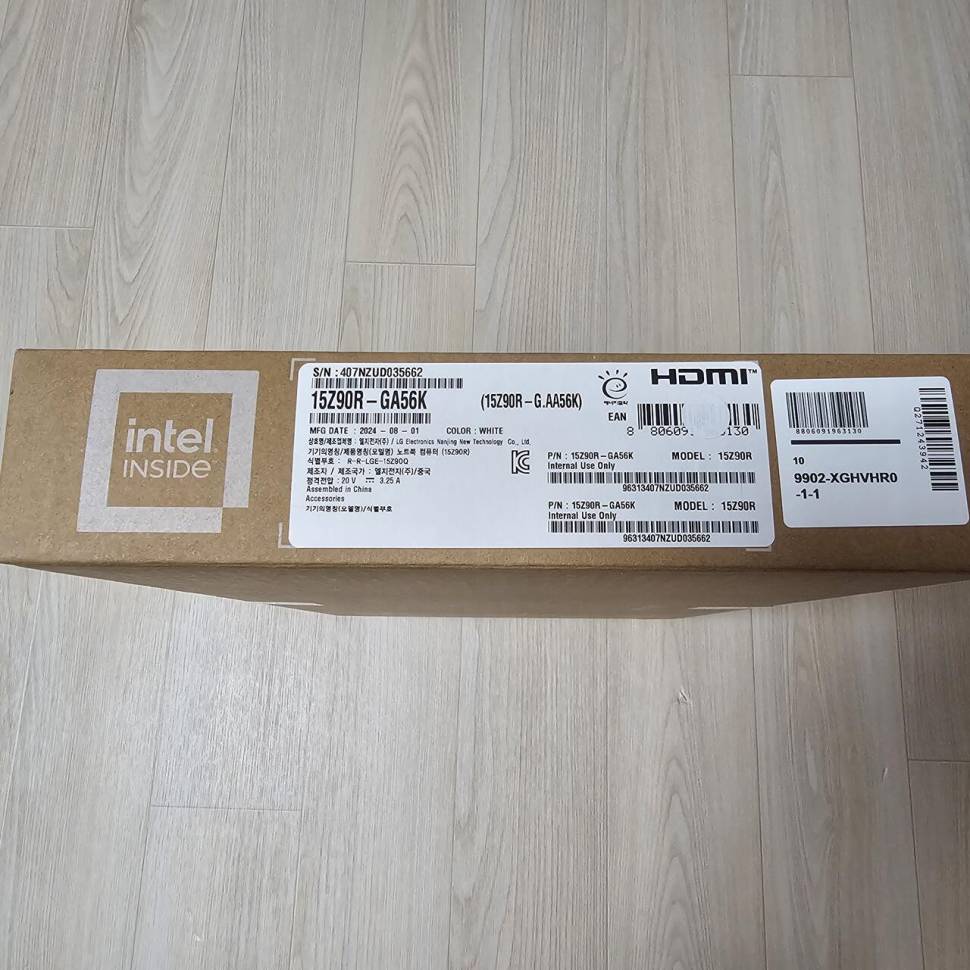 intel
INSIDE
S/N : 407NZUD035662
15Z90R-GA56K (15Z90R-G.AA56K)
MFG DATE : 2024-08-01 COLOR : WHITE
상호명/제조업체명 : 엘지전자(주) / LG Electronics Nanjing New Technology Co., Ltd.
기기의명칭/제품명칭(모델명) 노트북 컴퓨터 (15Z90R)
식별부호 : R-R-LGE-15Z90Q
제조지 / 제조국가 : 엘지전자(주)/중국
정격전압 : 20 V ⎓ 3.25 A
Assembled in China
Accessories
기기의명칭(모델명)/식별부호
에너지절약
HDMI™
EAN
P/N : 15Z90R-GA56K MODEL : 15Z90R
Internal Use Only
96313407NZUD035662
P/N : 15Z90R-GA56K MODEL : 15Z90R
Internal Use Only
96313407NZUD035662
8806091963130
10
9902-XGHVHR0
-1-1
Q271243942